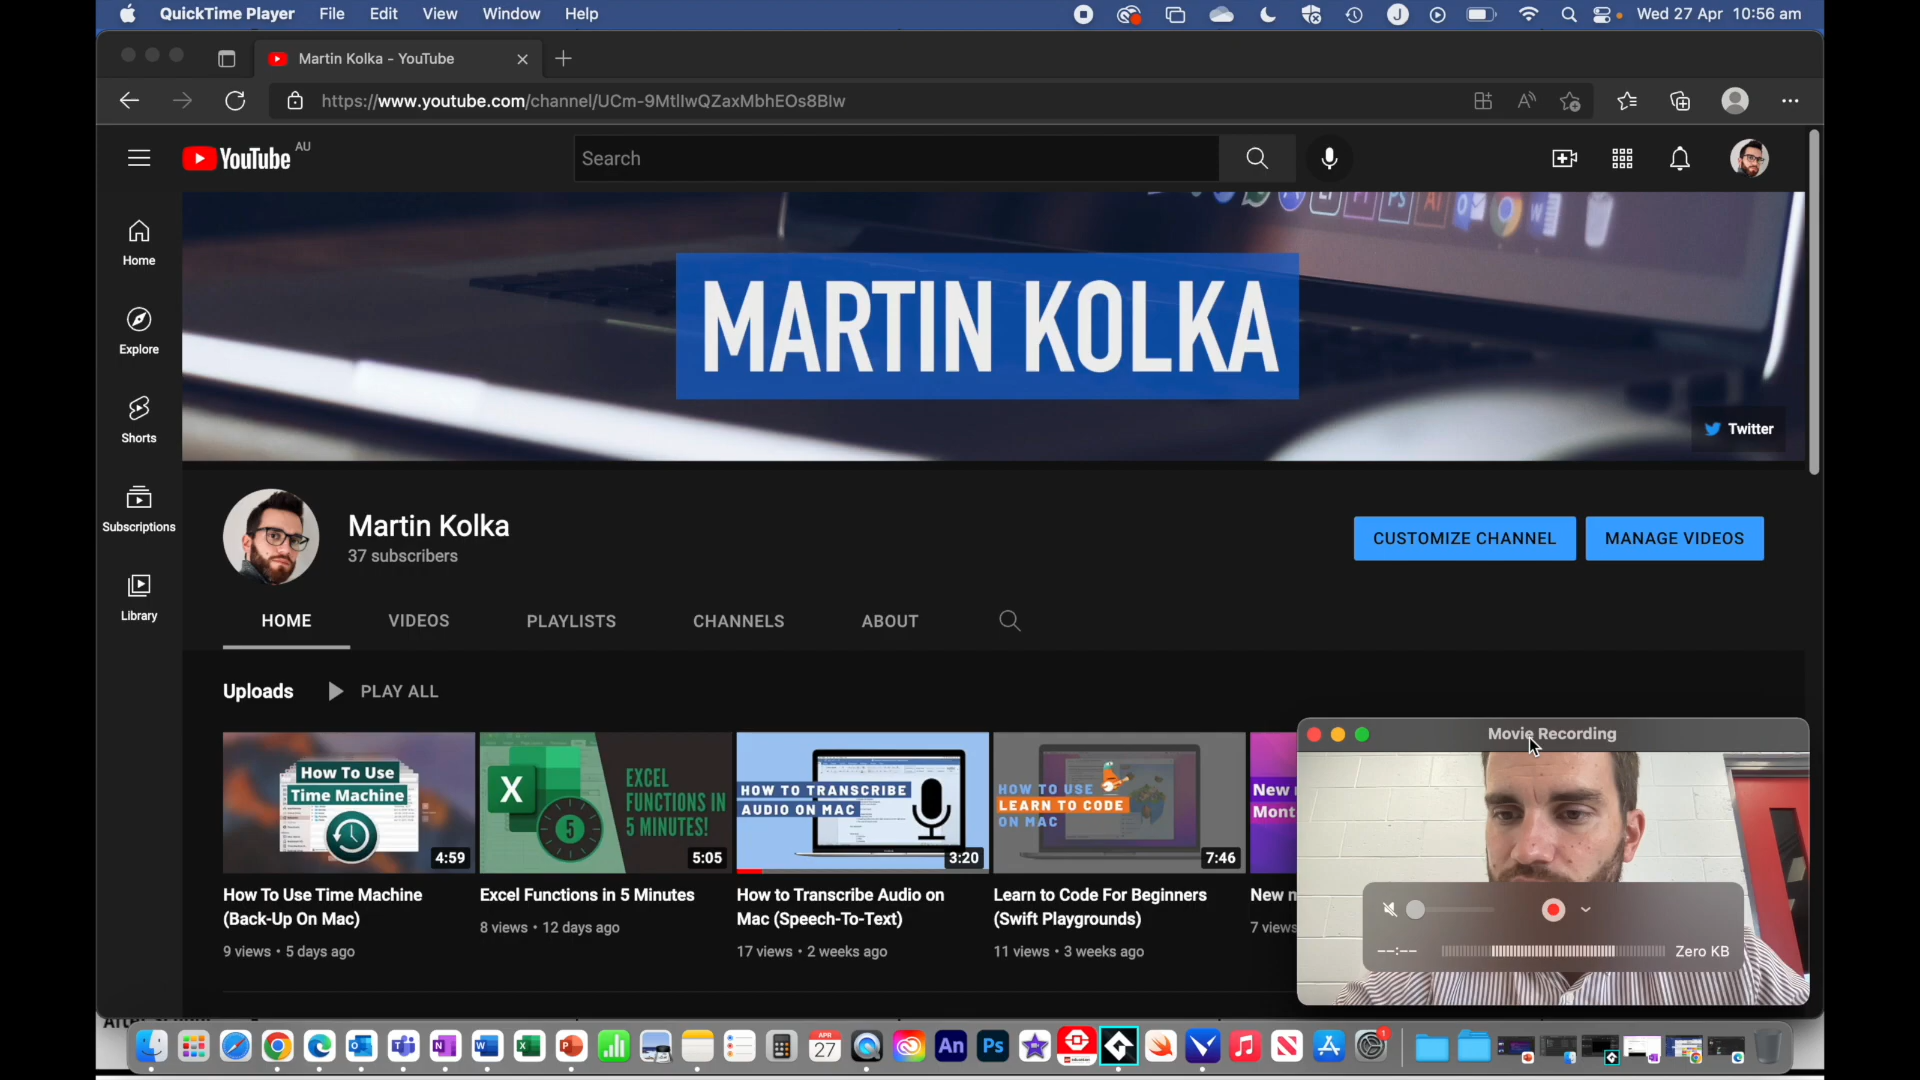 QuickTime Player File Edit View Window Help
J
Wed 27 Apr 10:56 am
Martin Kolka - YouTube
https://www.youtube.com/channel/UCm-9MtlIwQZaxMbhEOs8BIw
YouTube AU
Search
Home
Explore
Shorts
Subscriptions
Library
MARTIN KOLKA
Twitter
Martin Kolka
37 subscribers
CUSTOMIZE CHANNEL
MANAGE VIDEOS
HOME VIDEOS PLAYLISTS CHANNELS ABOUT
Uploads PLAY ALL
How To Use
Time Machine
4:59
EXCEL
FUNCTIONS IN
5 MINUTES!
X
5
5:05
HOW TO TRANSCRIBE
AUDIO ON MAC
3:20
HOW TO USE
LEARN TO CODE
ON MAC
7:46
How To Use Time Machine
(Back-Up On Mac)
9 views • 5 days ago
Excel Functions in 5 Minutes
8 views • 12 days ago
How to Transcribe Audio on
Mac (Speech-To-Text)
17 views • 2 weeks ago
Learn to Code For Beginners
(Swift Playgrounds)
11 views • 3 weeks ago
7 views
Movie Recording
--:--
Zero KB
APR
27
An
Ps
1